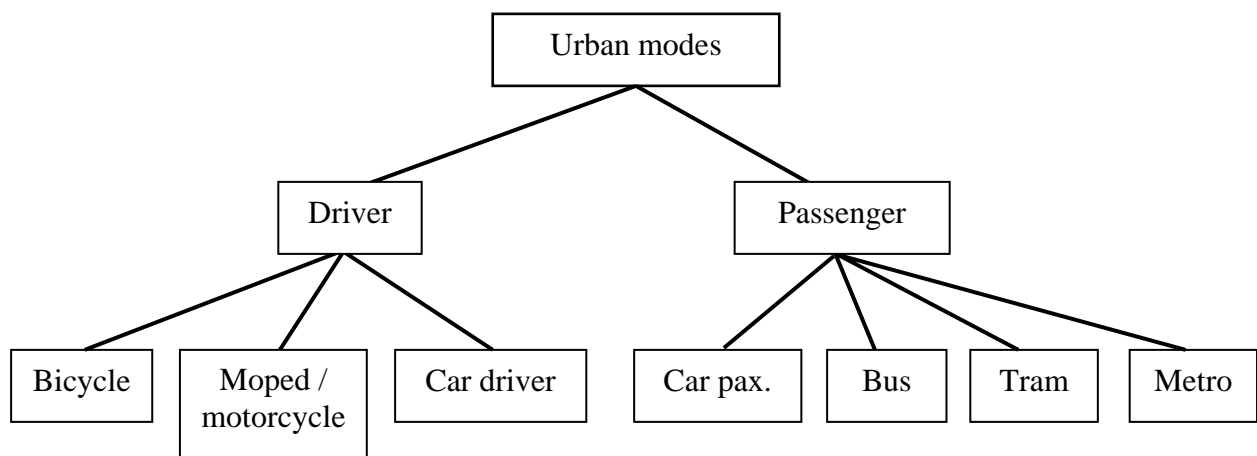 Urban modes
Driver
Passenger
Bicycle
Moped /
motorcycle
Car driver
Car pax.
Bus
Tram
Metro